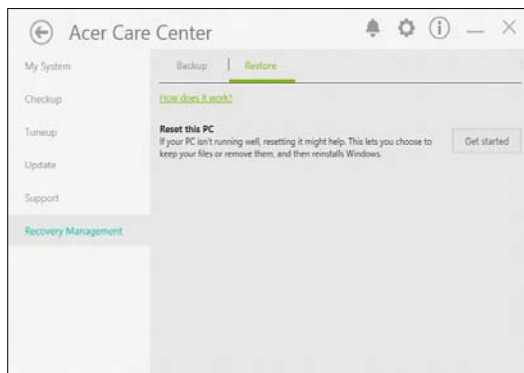 Acer Care Center
My System
Checkup
Tuneup
Update
Support
Recovery Management
Backup | Restore
How does it work?
Reset this PC
If your PC isn't running well, resetting it might help. This lets you choose to
keep your files or remove them, and then reinstalls Windows.
Get started